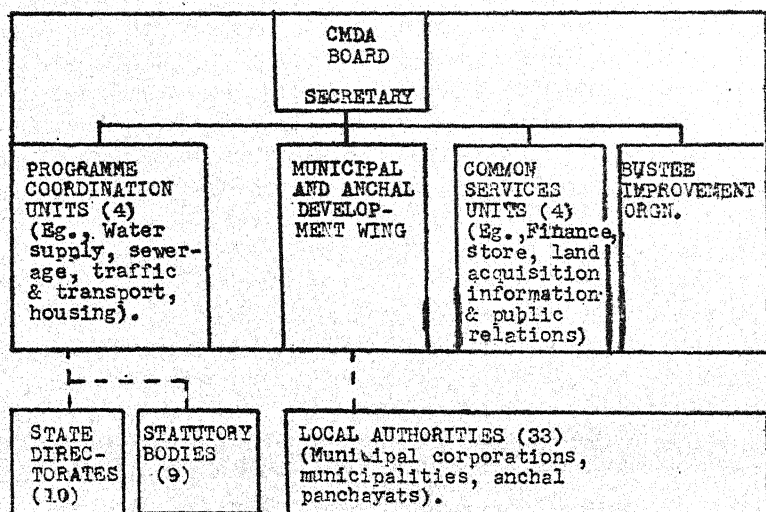 CMDA
BOARD
SECRETARY
PROGRAMME
COORDINATION
UNITS (4)
(Eg., Water
supply, sewer-
age, traffic
& transport,
housing).
MUNICIPAL
AND ANCHAL
DEVELOP-
MENT WING
COMMON
SERVICES
UNITS (4)
(Eg.,Finance,
store, land
acquisition
information
& public
relations)
BUSTEE
IMPROVEMENT
ORGN.
STATE
DIREC-
TORATES
(10)
STATUTORY
BODIES
(9)
LOCAL AUTHORITIES (33)
(Municipal corporations,
municipalities, anchal
panchayats).